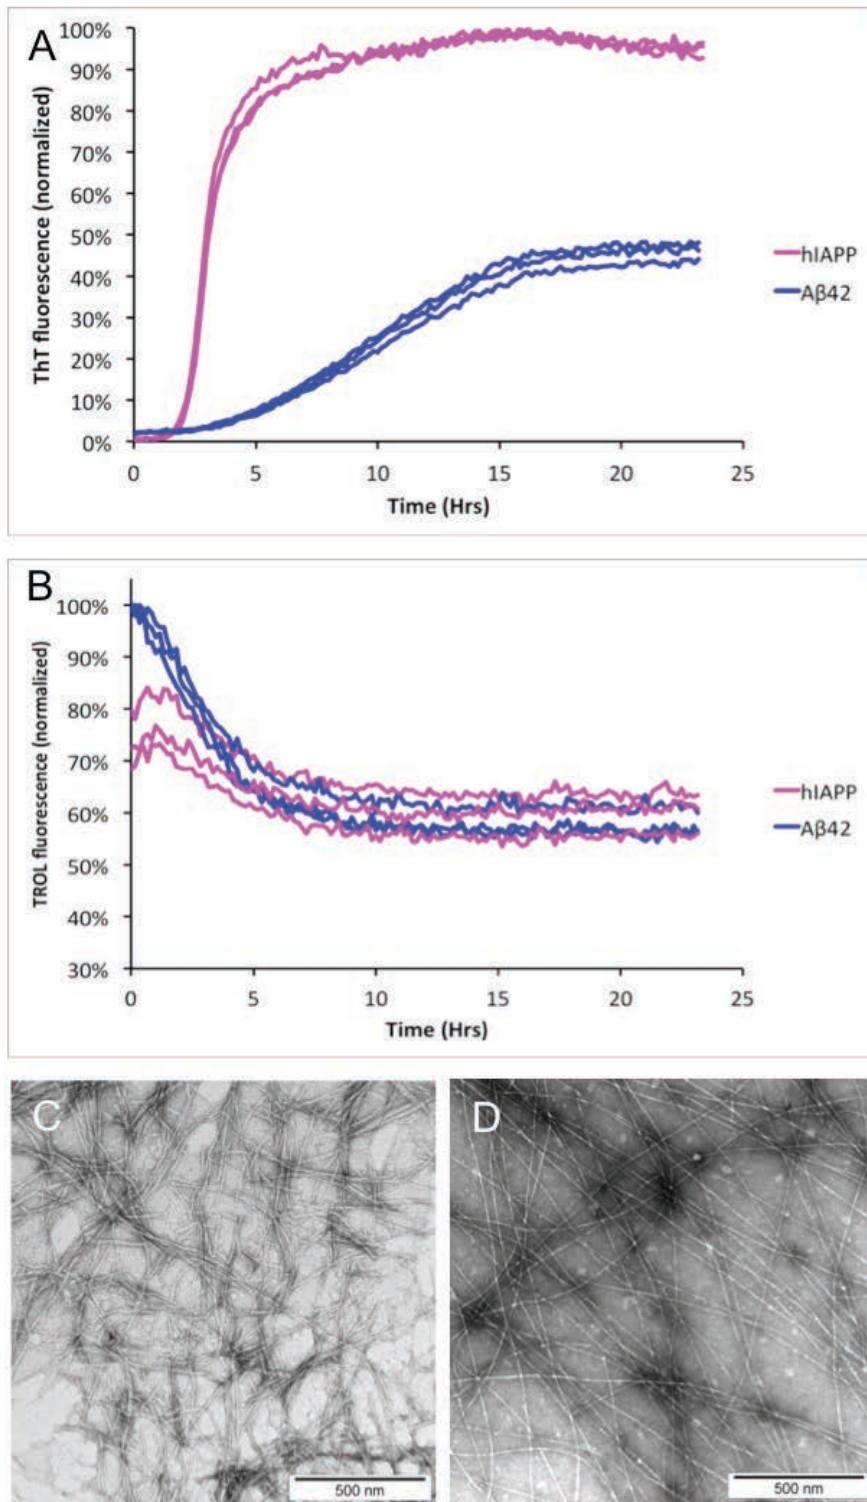 A
ThT fluorescence (normalized)
100%
90%
80%
70%
60%
50%
40%
30%
20%
10%
0%
0 5 10 15 20 25
Time (Hrs)
hIAPP
Aβ42
B
TROL fluorescence (normalized)
100%
90%
80%
70%
60%
50%
40%
30%
0 5 10 15 20 25
Time (Hrs)
hIAPP
Aβ42
C
500 nm
D
500 nm